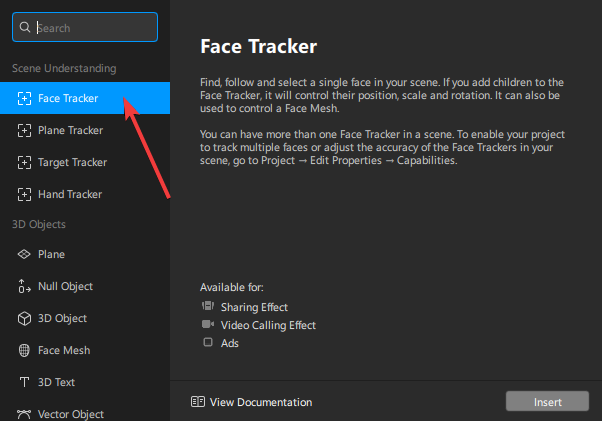 Search
Scene Understanding
Face Tracker
Plane Tracker
Target Tracker
Hand Tracker
3D Objects
Plane
Null Object
3D Object
Face Mesh
3D Text
Vector Object
Face Tracker
Find, follow and select a single face in your scene. If you add children to the
Face Tracker, it will control their position, scale and rotation. It can also be
used to control a Face Mesh.
You can have more than one Face Tracker in a scene. To enable your project
to track multiple faces or adjust the accuracy of the Face Trackers in your
scene, go to Project → Edit Properties → Capabilities.
Available for:
Sharing Effect
Video Calling Effect
Ads
View Documentation
Insert